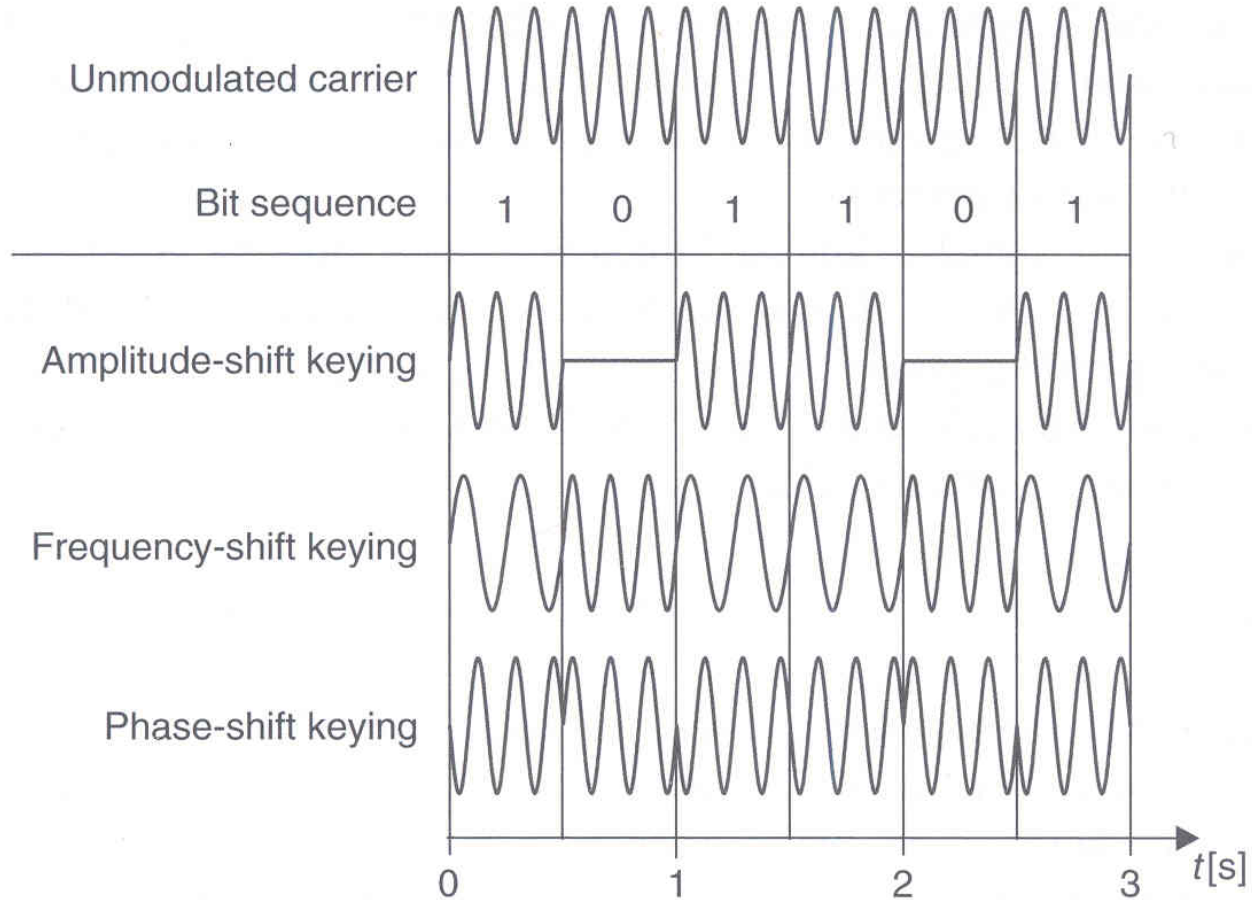 Unmodulated carrier
Bit sequence 1 0 1 1 0 1
Amplitude-shift keying
Frequency-shift keying
Phase-shift keying
0 1 2 3 t[s]